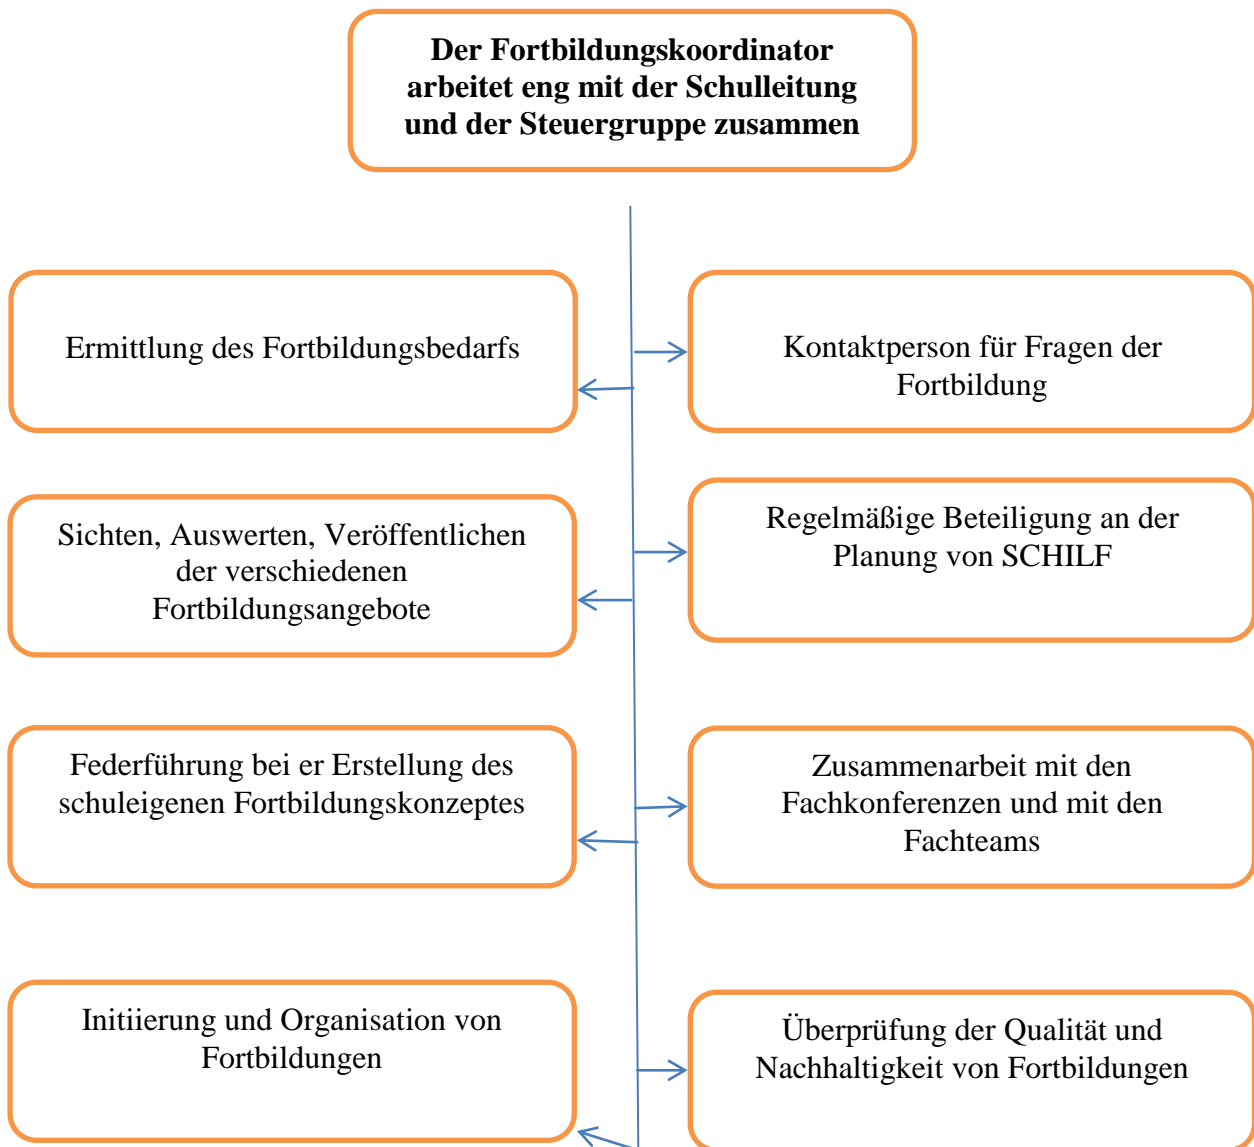 Der Fortbildungskoordinator
arbeitet eng mit der Schulleitung
und der Steuergruppe zusammen
Ermittlung des Fortbildungsbedarfs
Kontaktperson für Fragen der
Fortbildung
Sichten, Auswerten, Veröffentlichen
der verschiedenen
Fortbildungsangebote
Regelmäßige Beteiligung an der
Planung von SCHILF
Federführung bei er Erstellung des
schuleigenen Fortbildungskonzeptes
Zusammenarbeit mit den
Fachkonferenzen und mit den
Fachteams
Initiierung und Organisation von
Fortbildungen
Überprüfung der Qualität und
Nachhaltigkeit von Fortbildungen